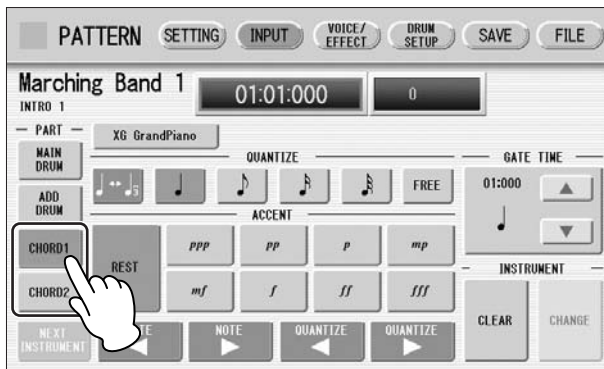 PATTERN SETTING INPUT VOICE/ EFFECT DRUM SETUP SAVE FILE
Marching Band 1 01:01:000 0
INTRO 1
PART XG GrandPiano
QUANTIZE GATE TIME
MAIN DRUM
FREE 01:000
ADD DRUM
ACCENT
CHORD1 REST ppp pp p mp
INSTRUMENT
CHORD2 mf f ff fff
CLEAR CHANGE
NEXT INSTRUMENT NOTE QUANTIZE QUANTIZE